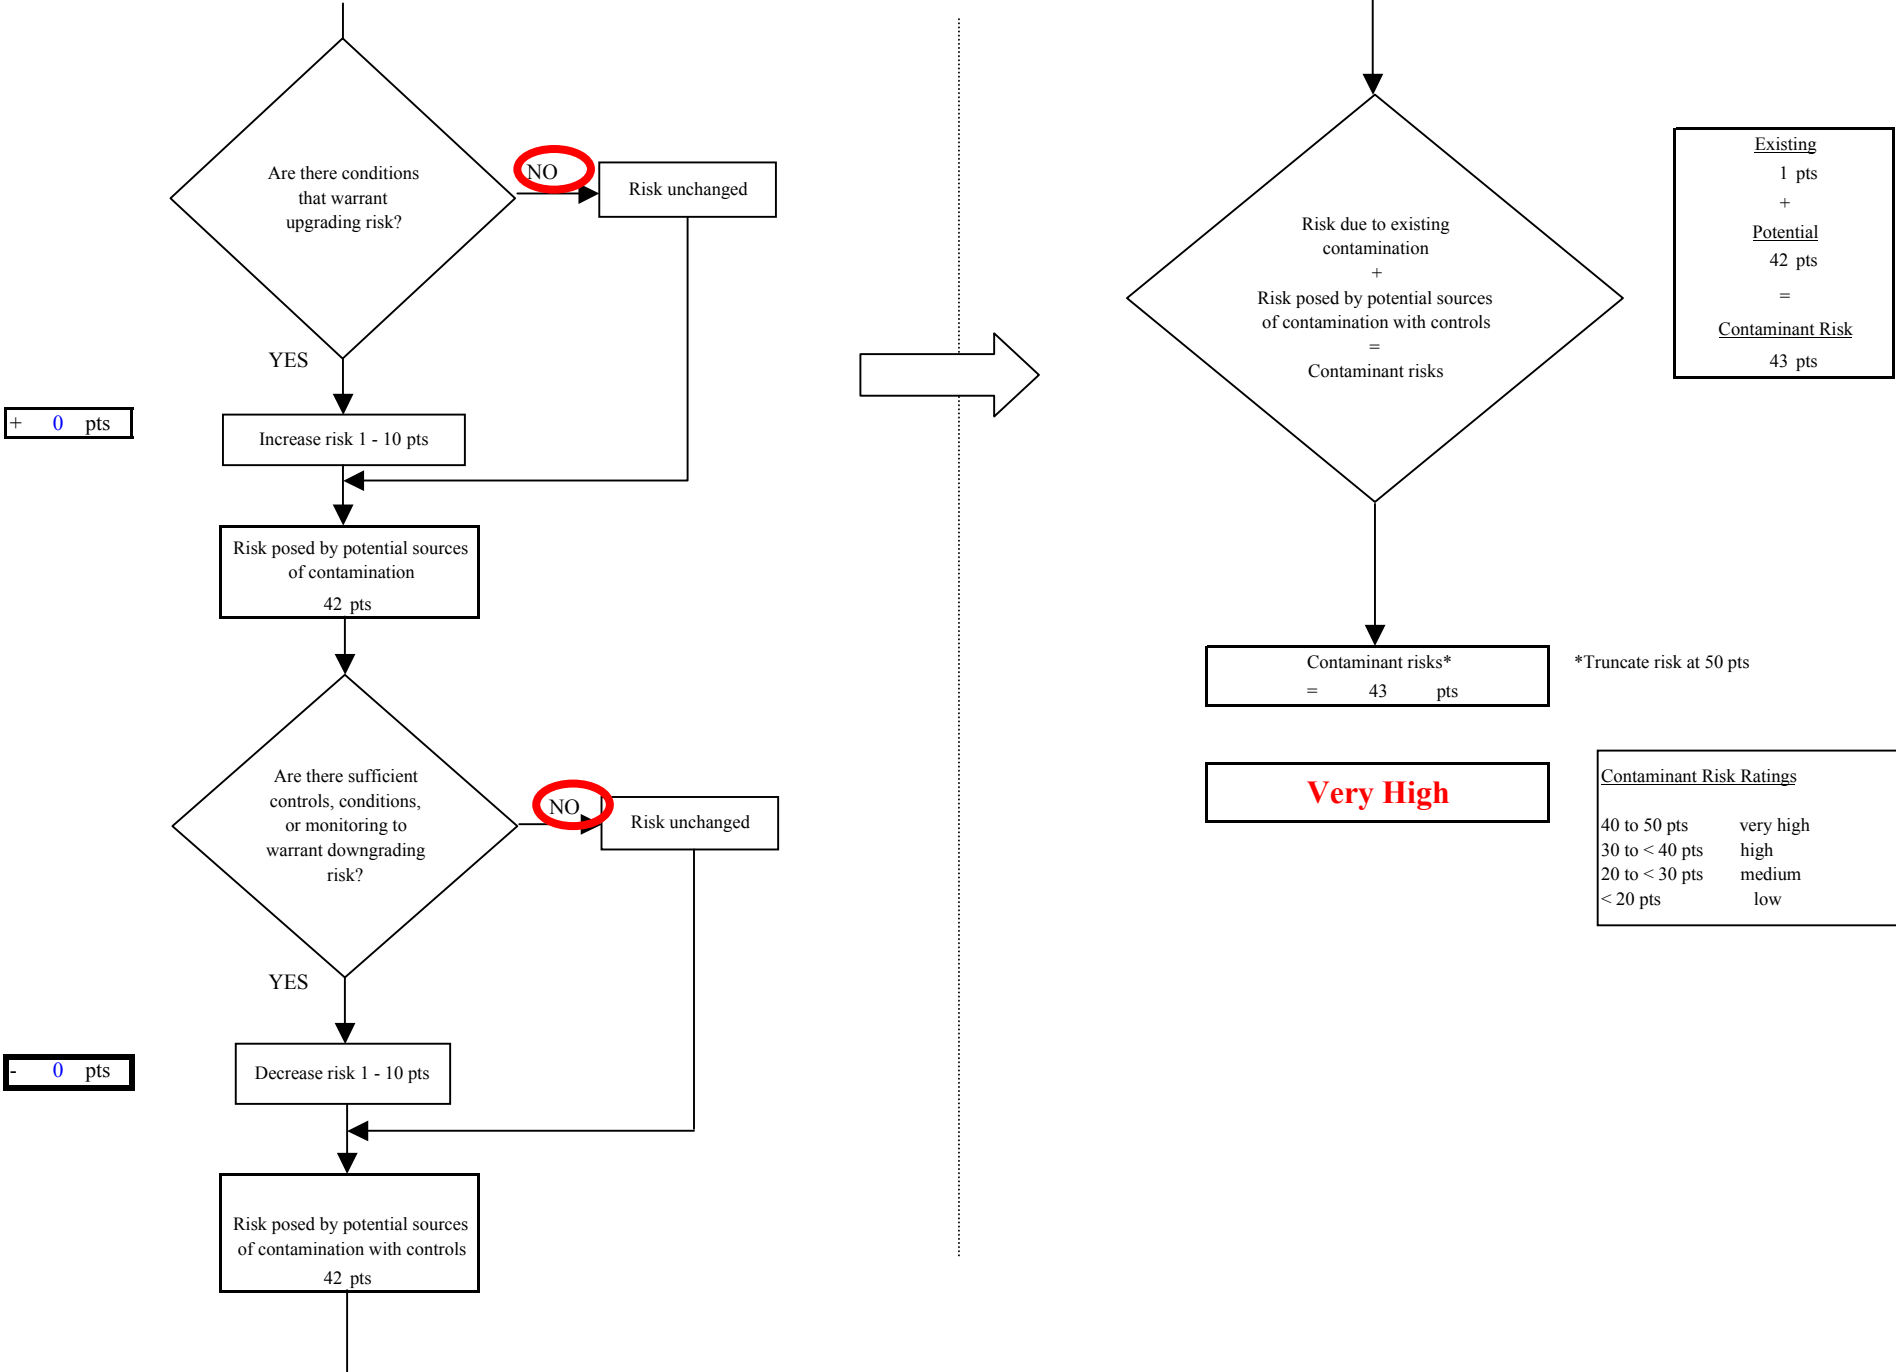 Are there conditions
that warrant
upgrading risk?
NO
Risk unchanged
YES
+ 0 pts
Increase risk 1 - 10 pts
Risk posed by potential sources
of contamination
42 pts
Are there sufficient
controls, conditions,
or monitoring to
warrant downgrading
risk?
NO
Risk unchanged
YES
- 0 pts
Decrease risk 1 - 10 pts
Risk posed by potential sources
of contamination with controls
42 pts
Risk due to existing
contamination
+
Risk posed by potential sources
of contamination with controls
=
Contaminant risks
Existing
1 pts
+
Potential
42 pts
=
Contaminant Risk
43 pts
Contaminant risks*
= 43 pts
*Truncate risk at 50 pts
Very High
Contaminant Risk Ratings
40 to 50 pts very high
30 to < 40 pts high
20 to < 30 pts medium
< 20 pts low